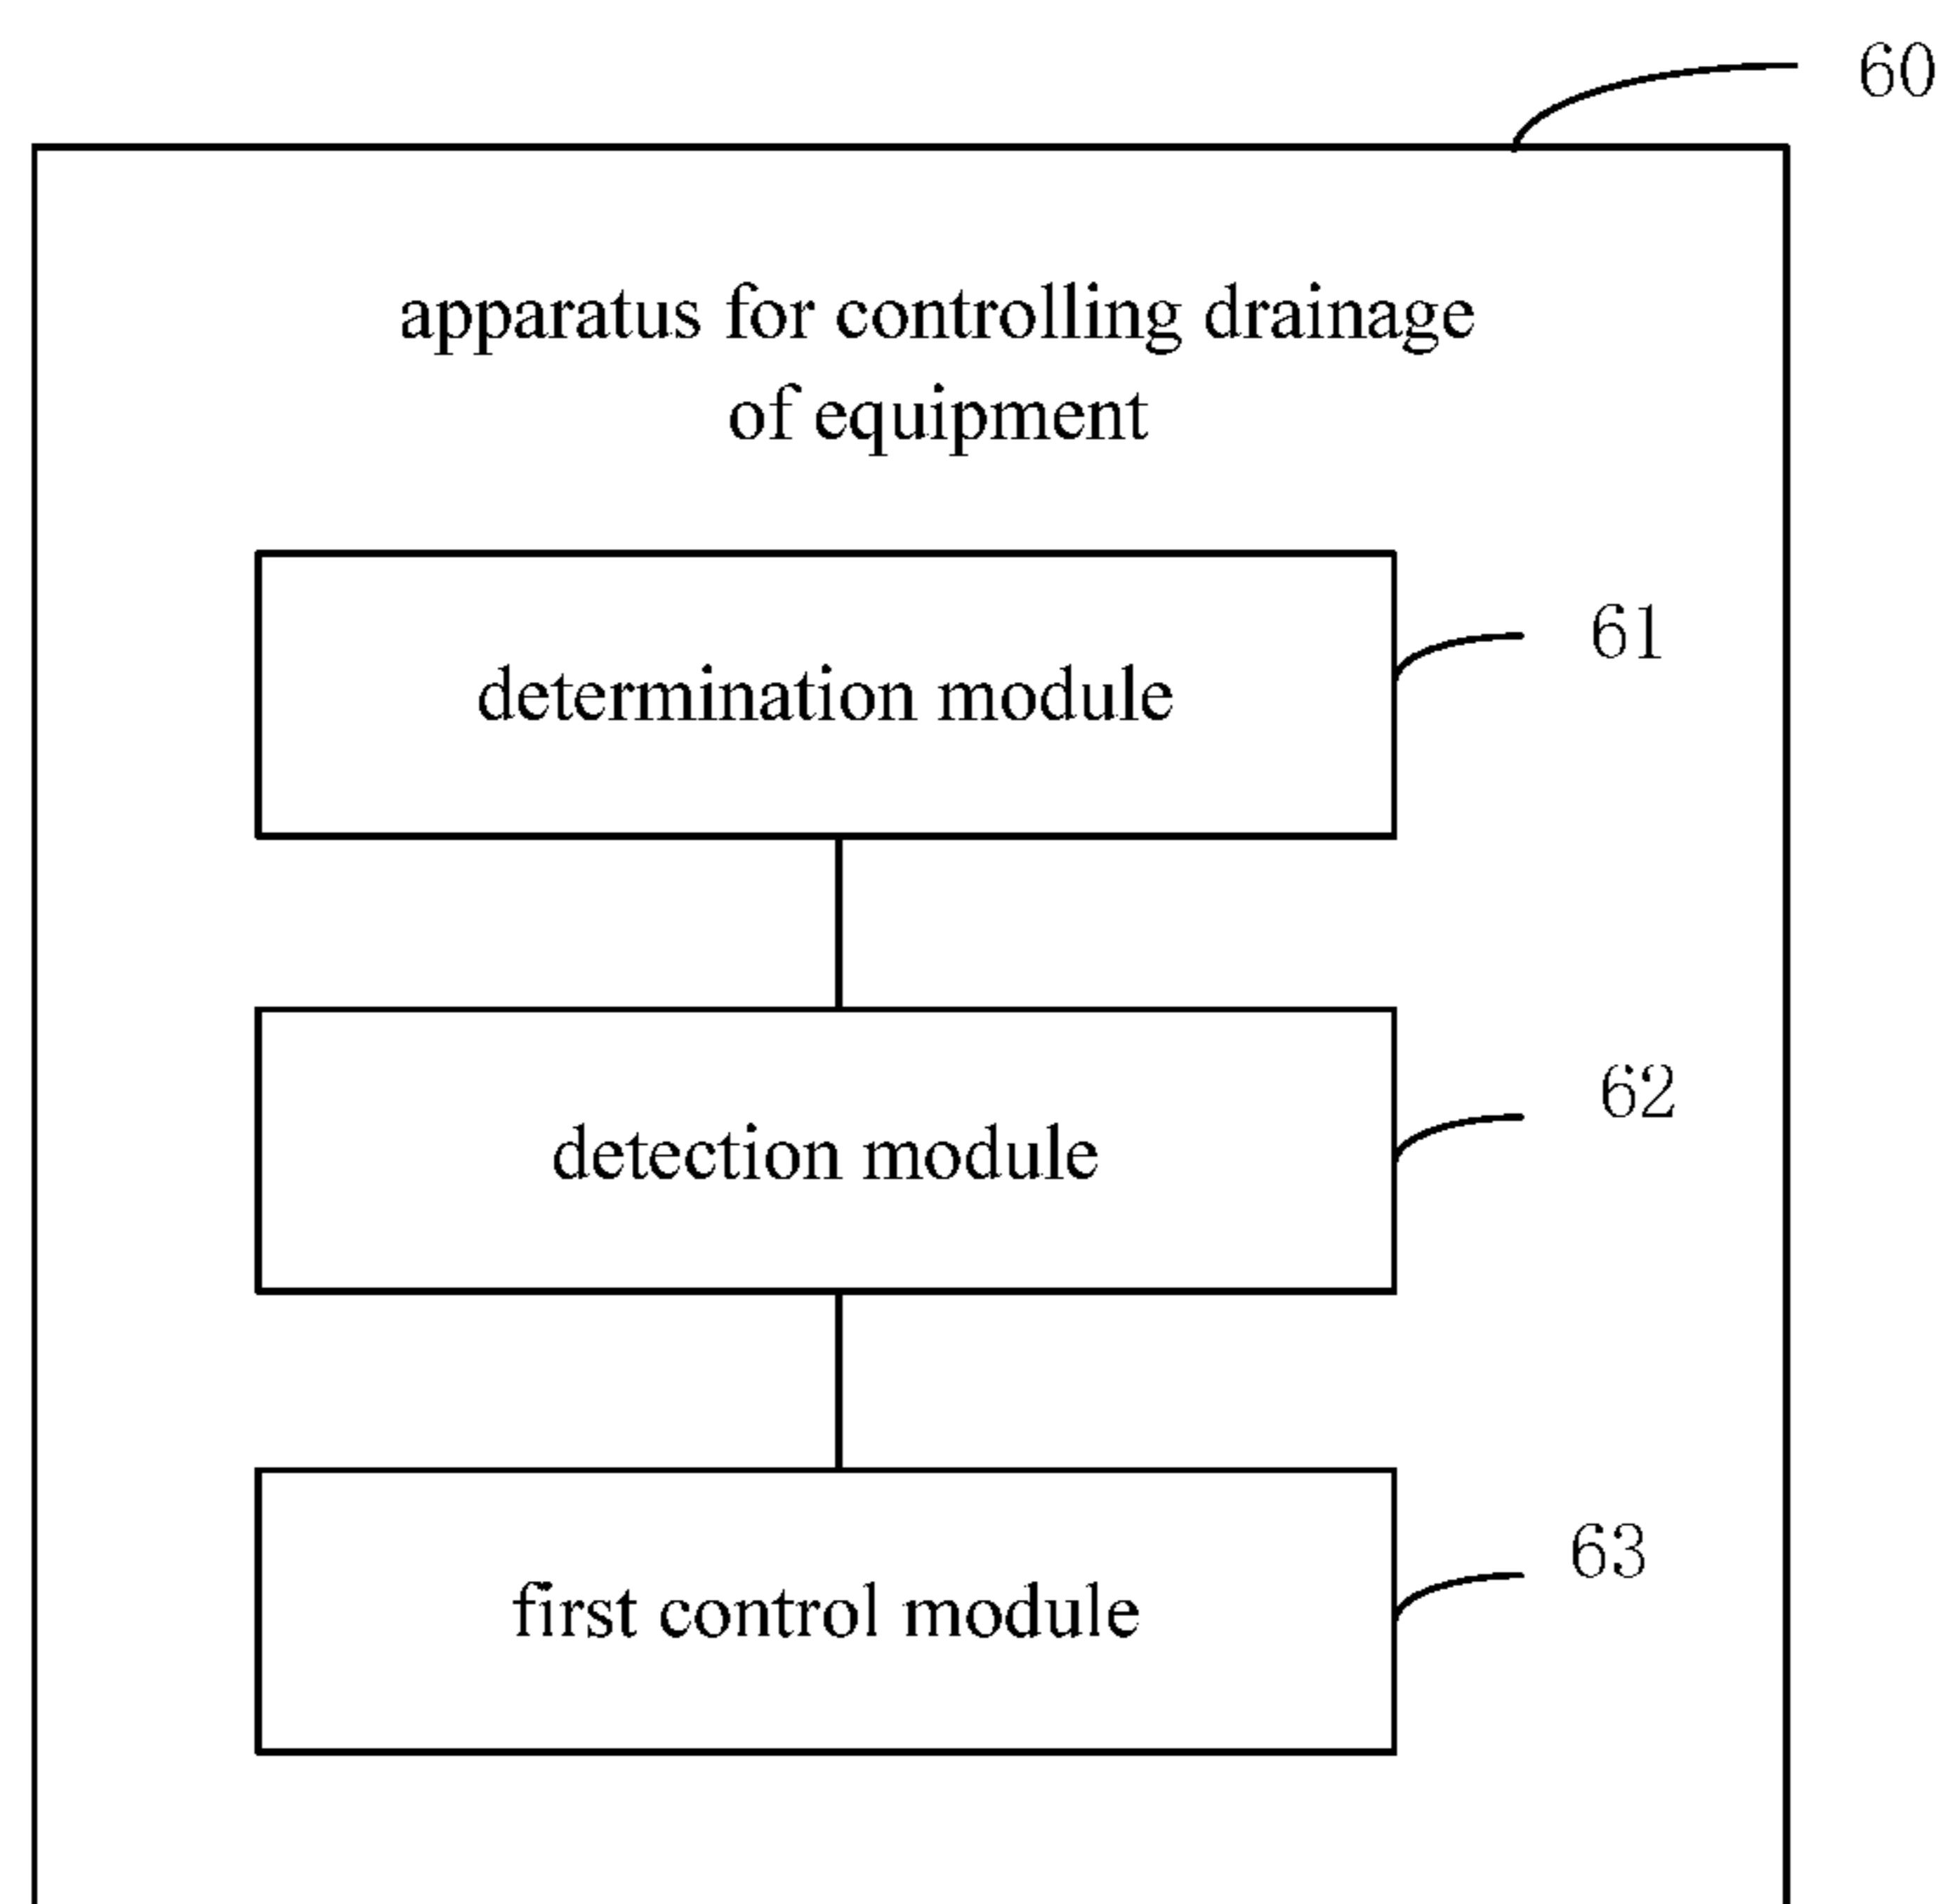 60
apparatus for controlling drainage
of equipment
61
determination module
62
detection module
63
first control module